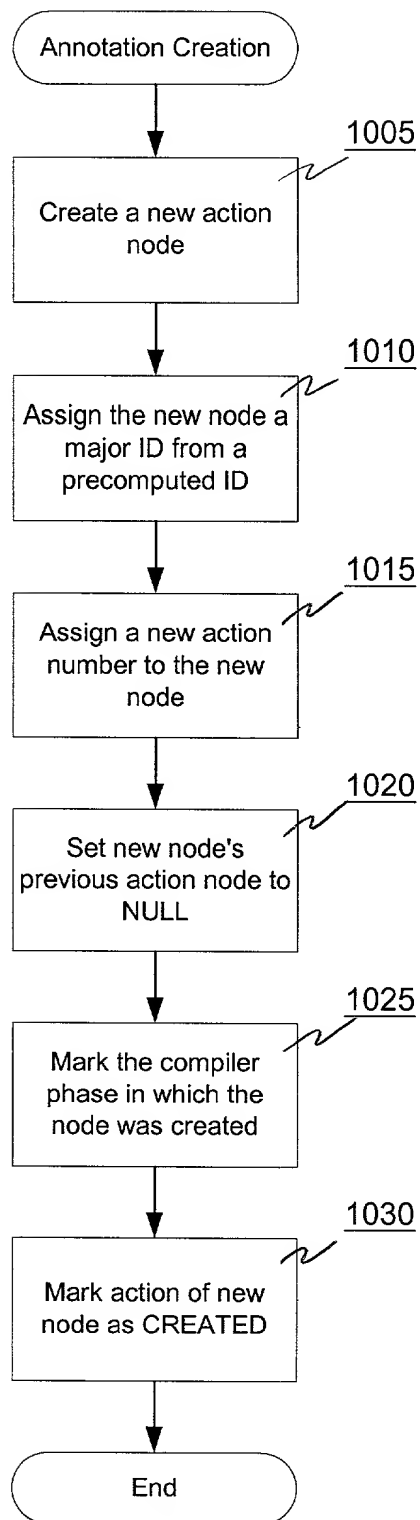 Annotation Creation
1005
Create a new action
node
1010
Assign the new node a
major ID from a
precomputed ID
1015
Assign a new action
number to the new
node
1020
Set new node's
previous action node to
NULL
1025
Mark the compiler
phase in which the
node was created
1030
Mark action of new
node as CREATED
End